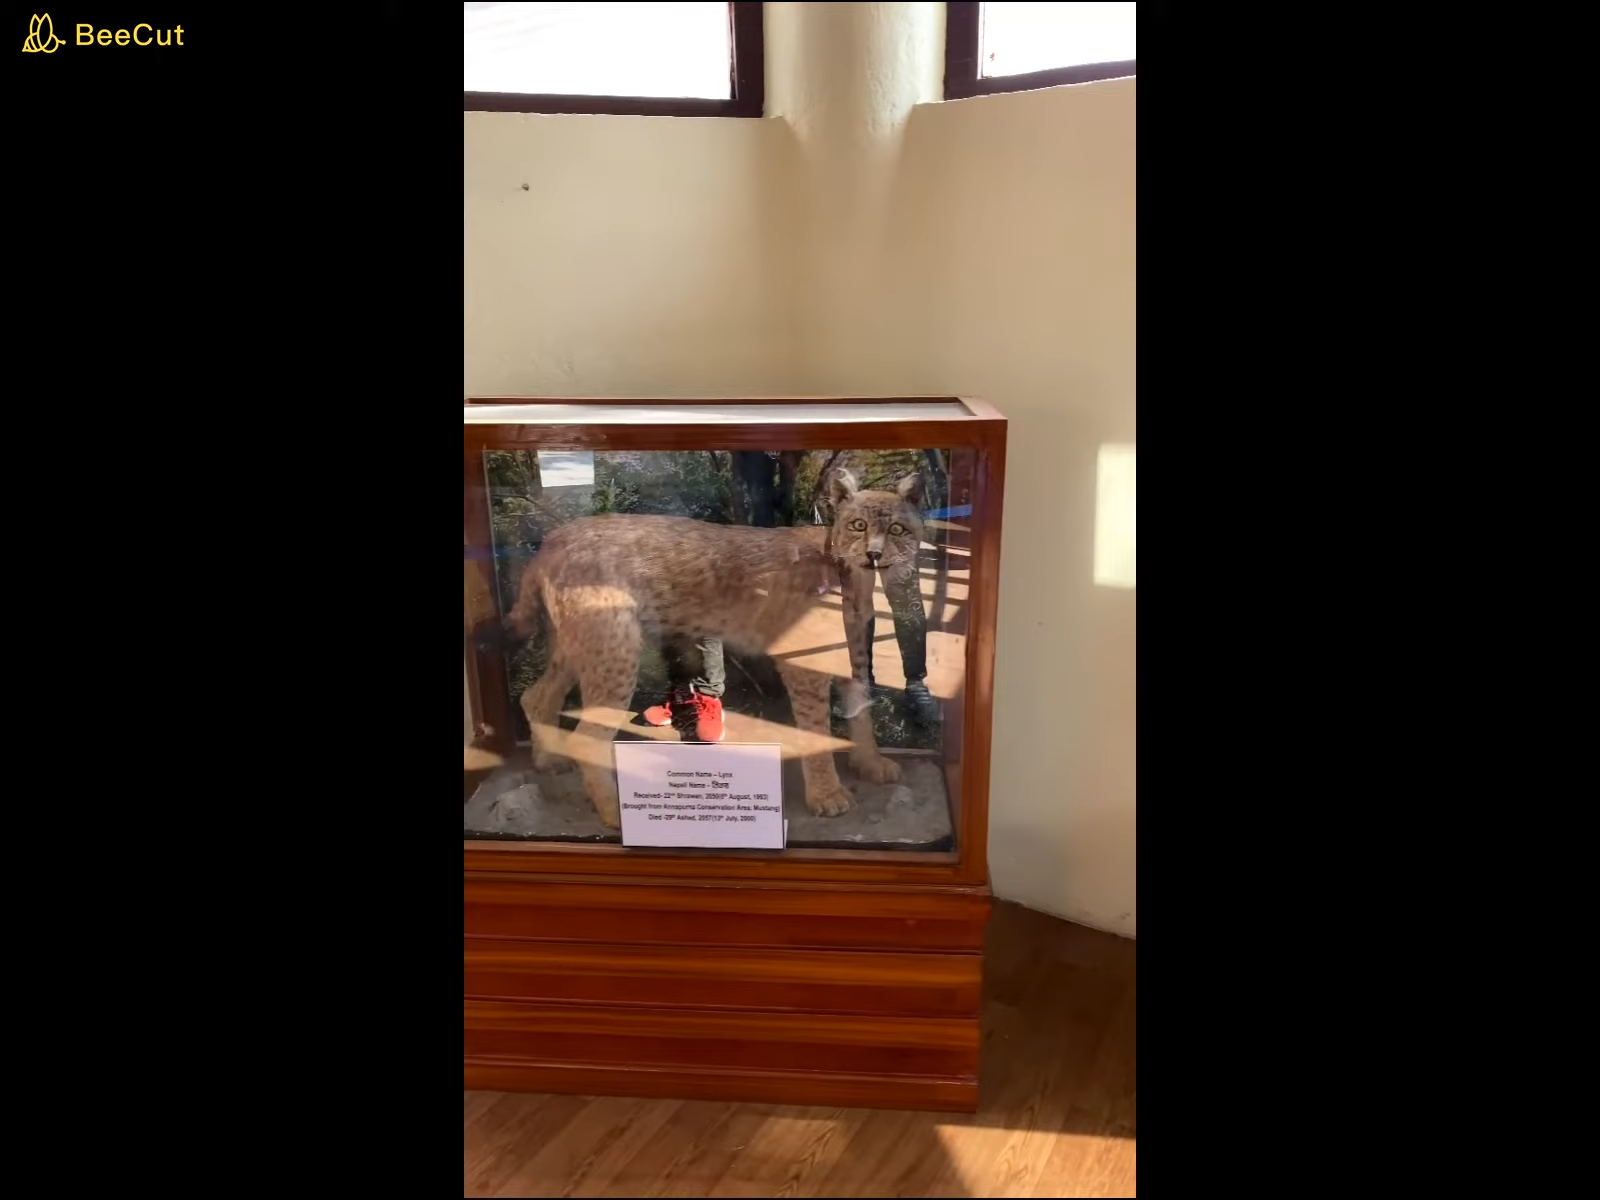 BeeCut
Common Name – Lynx
Nepali Name –
Received- 22nd Shrawan, 2050(6th August, 1993)
(Brought from Annapurna Conservation Area, Mustang)
Died -29th Ashad, 2057(13th July, 2000)